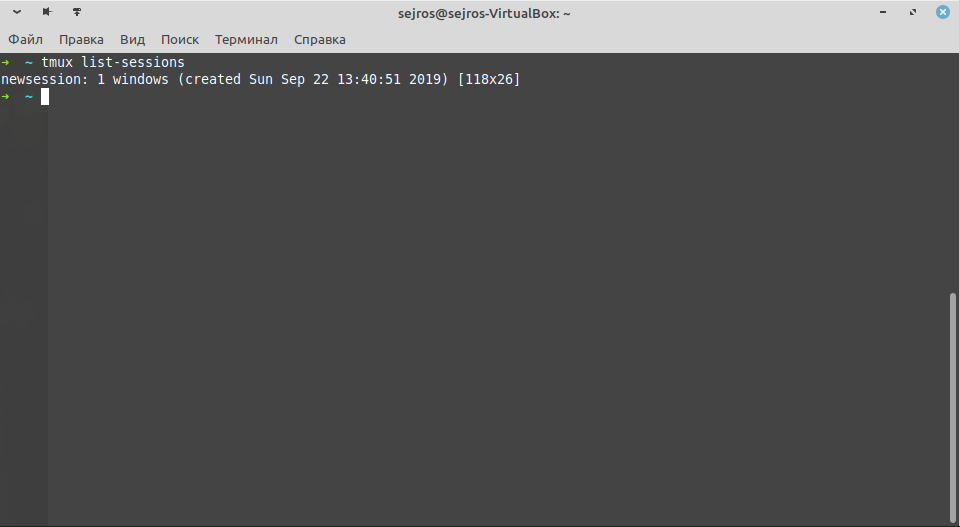 sejros@sejros-VirtualBox: ~
Файл Правка Вид Поиск Терминал Справка
➜ ~ tmux list-sessions
newsession: 1 windows (created Sun Sep 22 13:40:51 2019) [118x26]
➜ ~